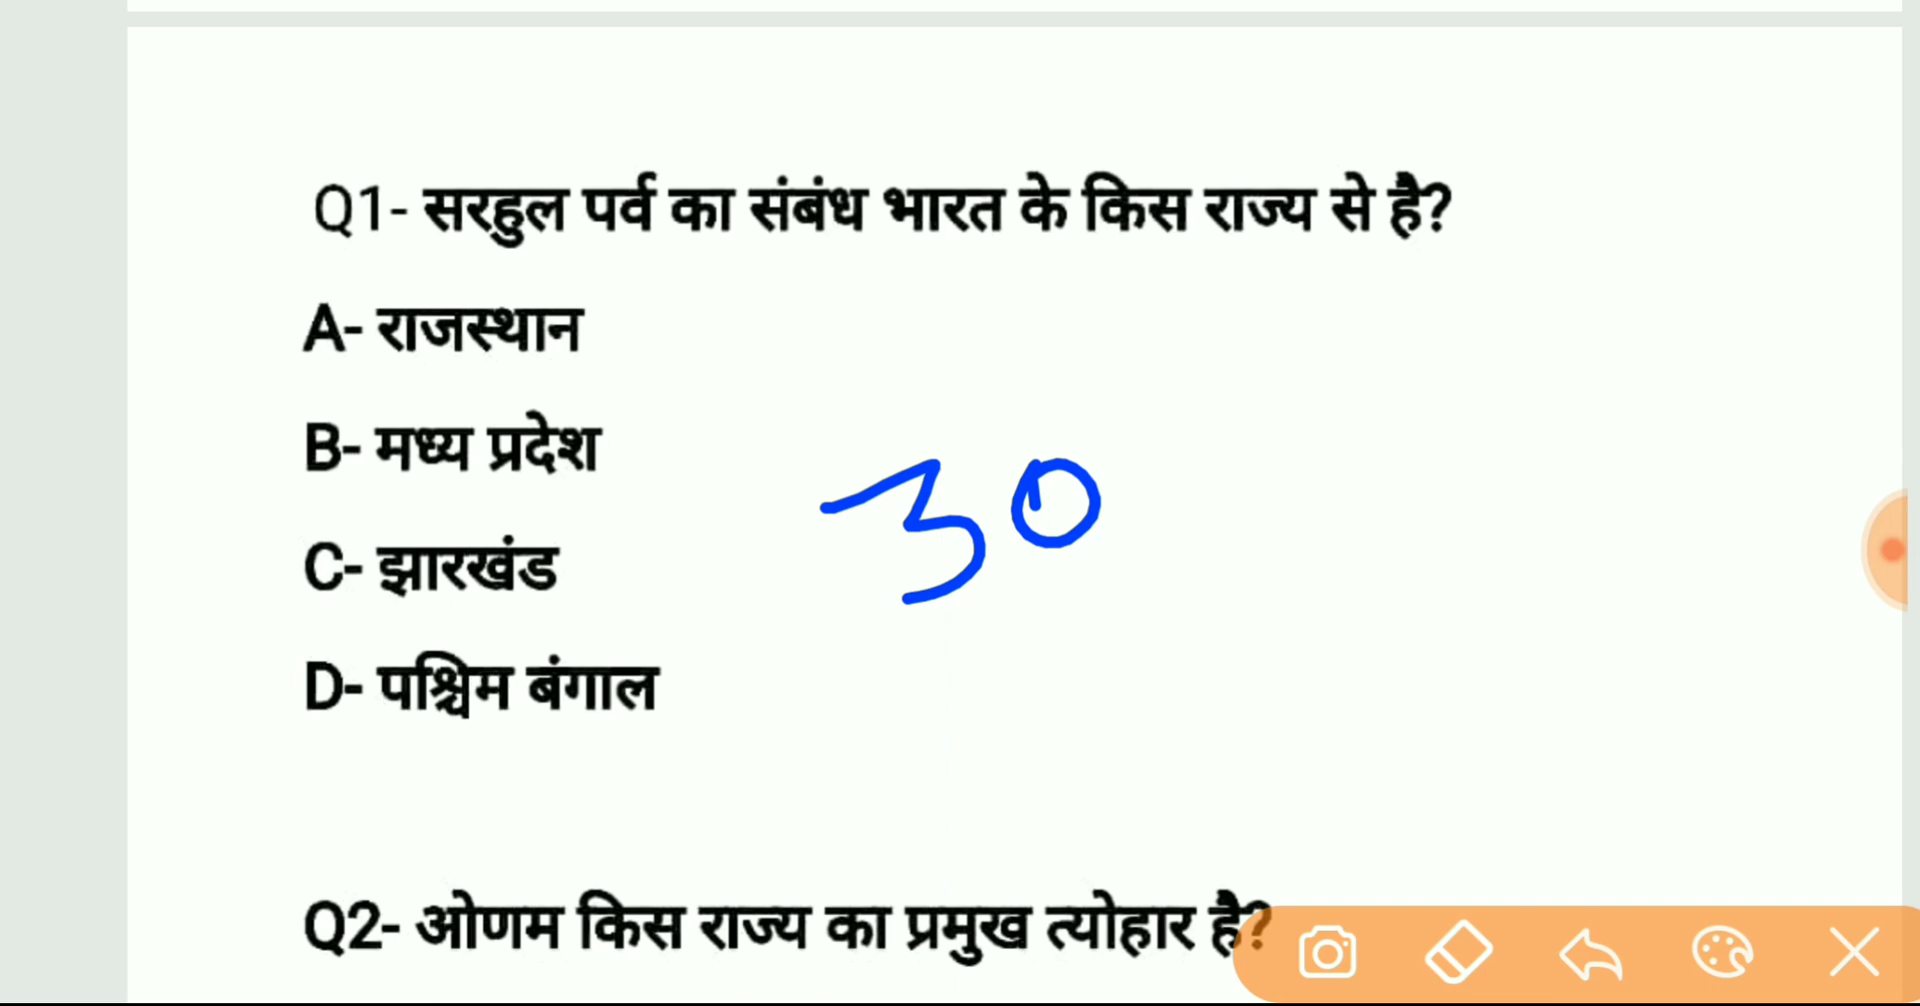 Q1- सरहुल पर्व का संबंध भारत के किस राज्य से है?
A- राजस्थान
B- मध्य प्रदेश
30
C- झारखंड
D- पश्चिम बंगाल
Q2- ओणम किस राज्य का प्रमुख त्योहार है?